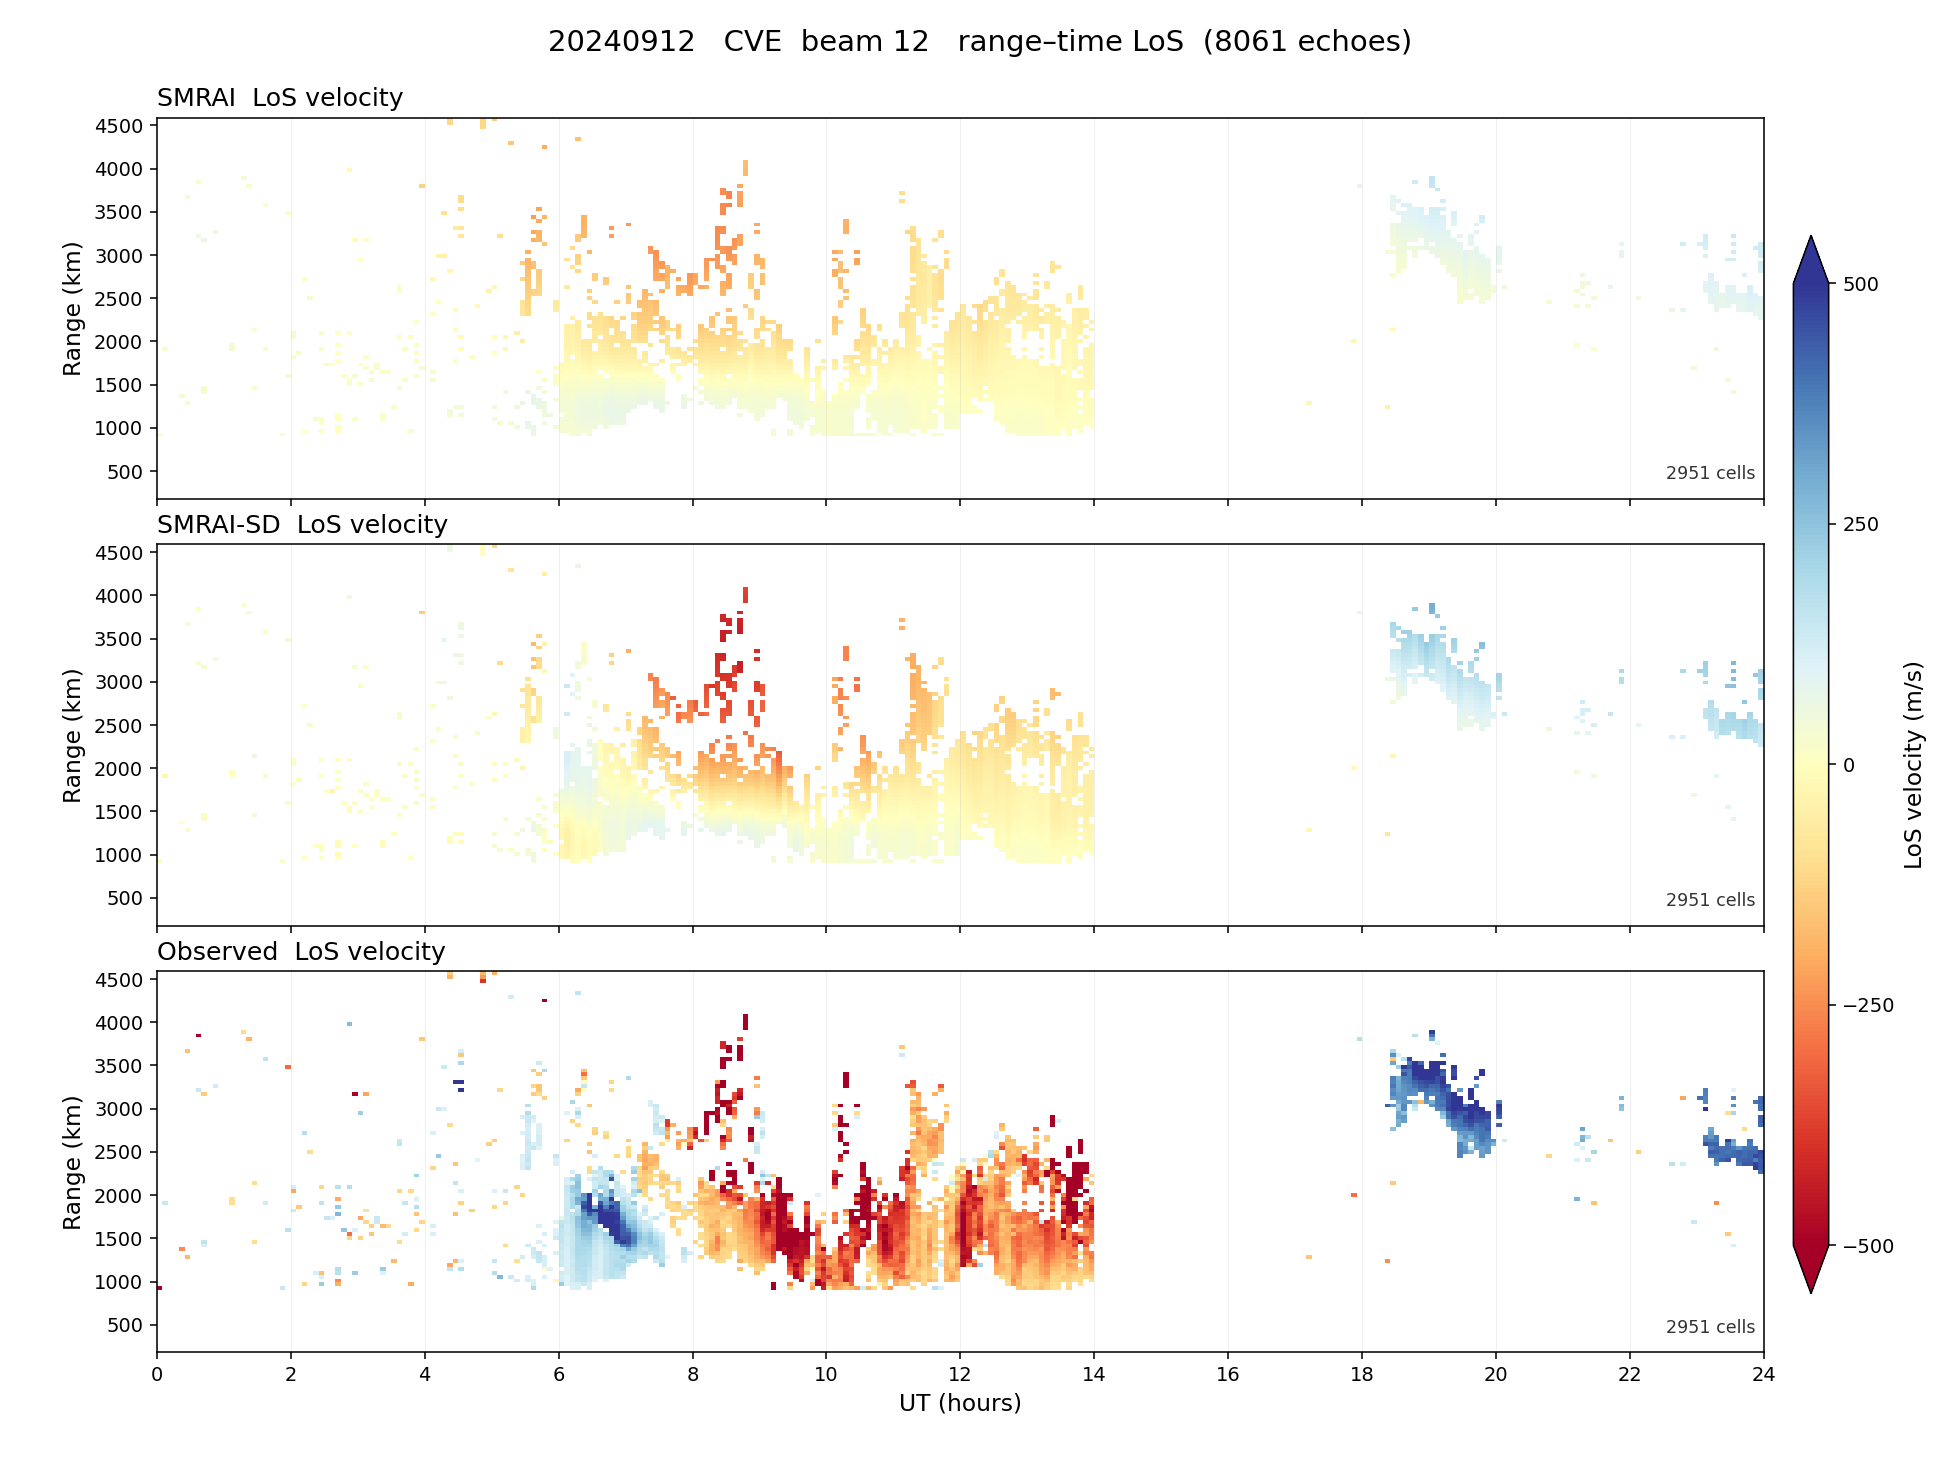 20240912   CVE  beam 12   range–time LoS  (8061 echoes)
SMRAI  LoS velocity
4500
4000
3500
3000
2500
2000
1500
1000
500
Range (km)
2951 cells
SMRAI-SD  LoS velocity
4500
4000
3500
3000
2500
2000
1500
1000
500
Range (km)
2951 cells
Observed  LoS velocity
4500
4000
3500
3000
2500
2000
1500
1000
500
Range (km)
2951 cells
0 2 4 6 8 10 12 14 16 18 20 22 24
UT (hours)
500
250
0
−250
−500
LoS velocity (m/s)